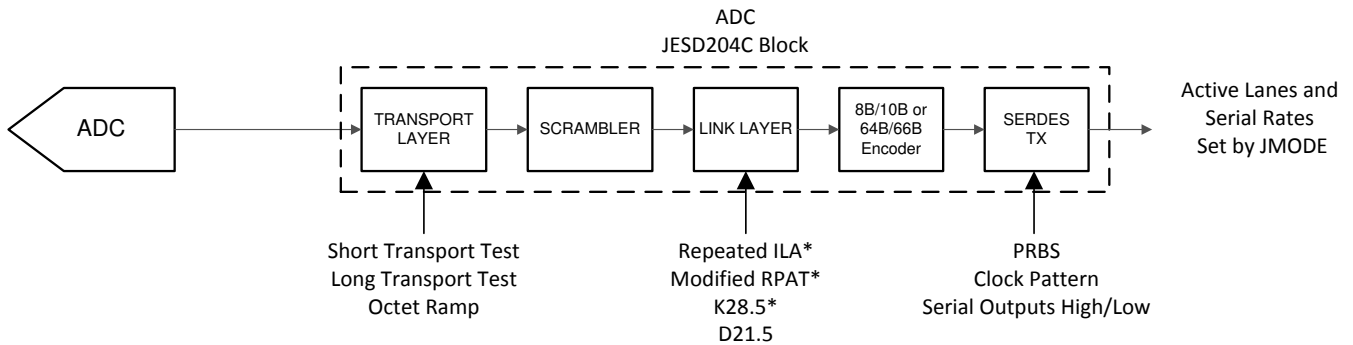 ADC
JESD204C Block
ADC
TRANSPORT
LAYER
SCRAMBLER
LINK LAYER
8B/10B or
64B/66B
Encoder
SERDES
TX
Active Lanes and
Serial Rates
Set by JMODE
Short Transport Test
Long Transport Test
Octet Ramp
Repeated ILA*
Modified RPAT*
K28.5*
D21.5
PRBS
Clock Pattern
Serial Outputs High/Low